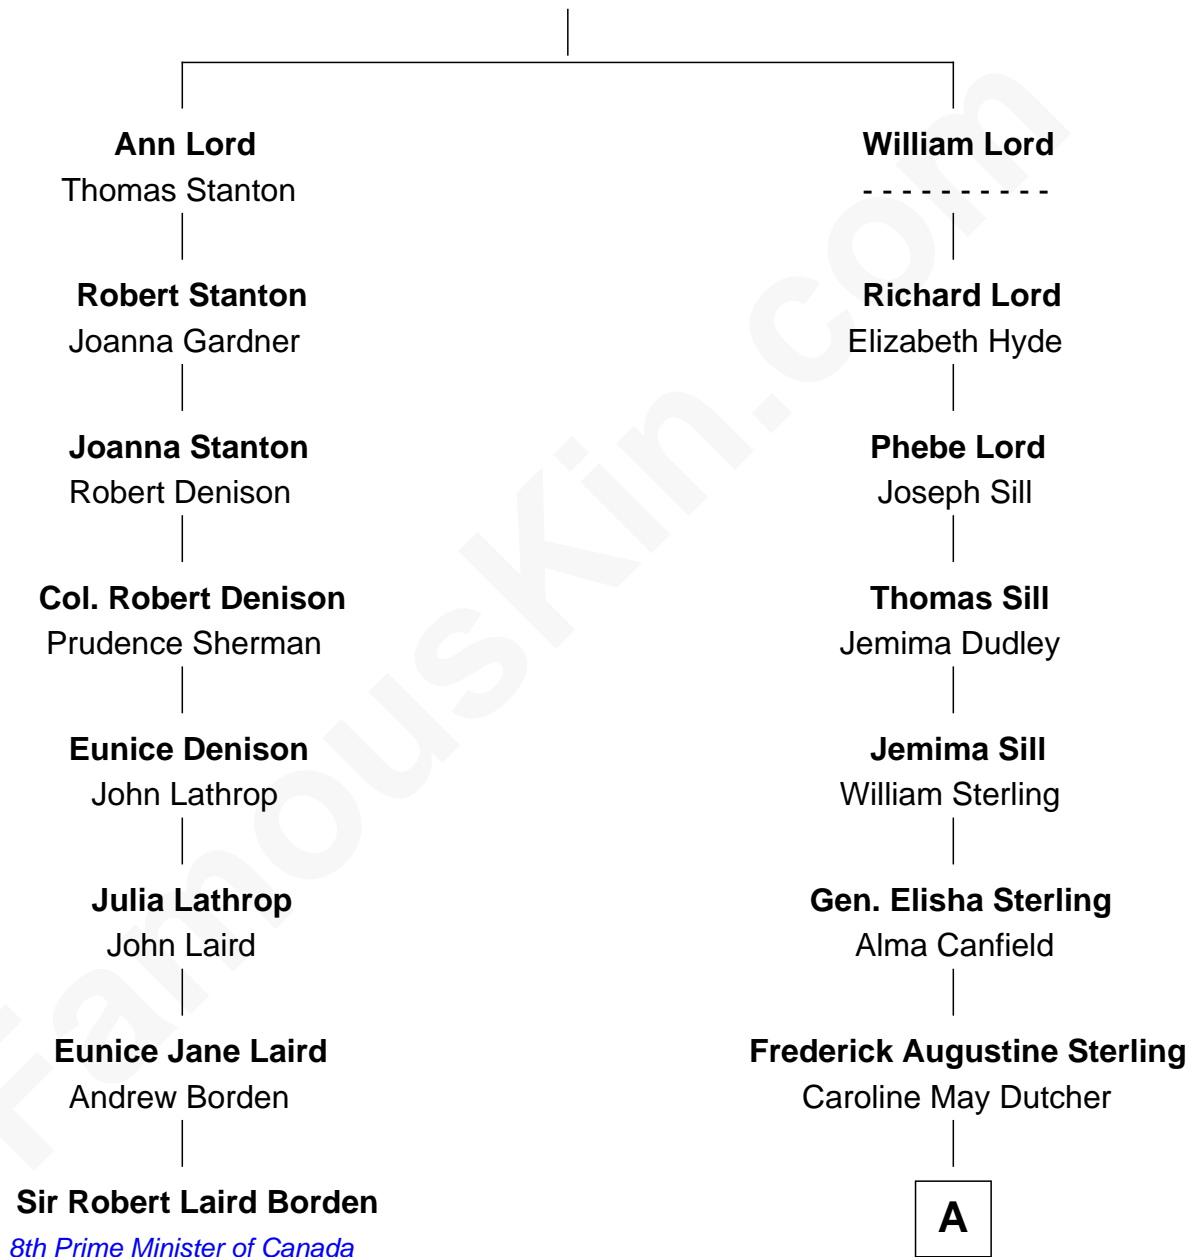 Ann Lord
Thomas Stanton
Robert Stanton
Joanna Gardner
Joanna Stanton
Robert Denison
Col. Robert Denison
Prudence Sherman
Eunice Denison
John Lathrop
Julia Lathrop
John Laird
Eunice Jane Laird
Andrew Borden
Sir Robert Laird Borden
8th Prime Minister of Canada
William Lord
- - - - - - - - - -
Richard Lord
Elizabeth Hyde
Phebe Lord
Joseph Sill
Thomas Sill
Jemima Dudley
Jemima Sill
William Sterling
Gen. Elisha Sterling
Alma Canfield
Frederick Augustine Sterling
Caroline May Dutcher
A
FamousKin.com